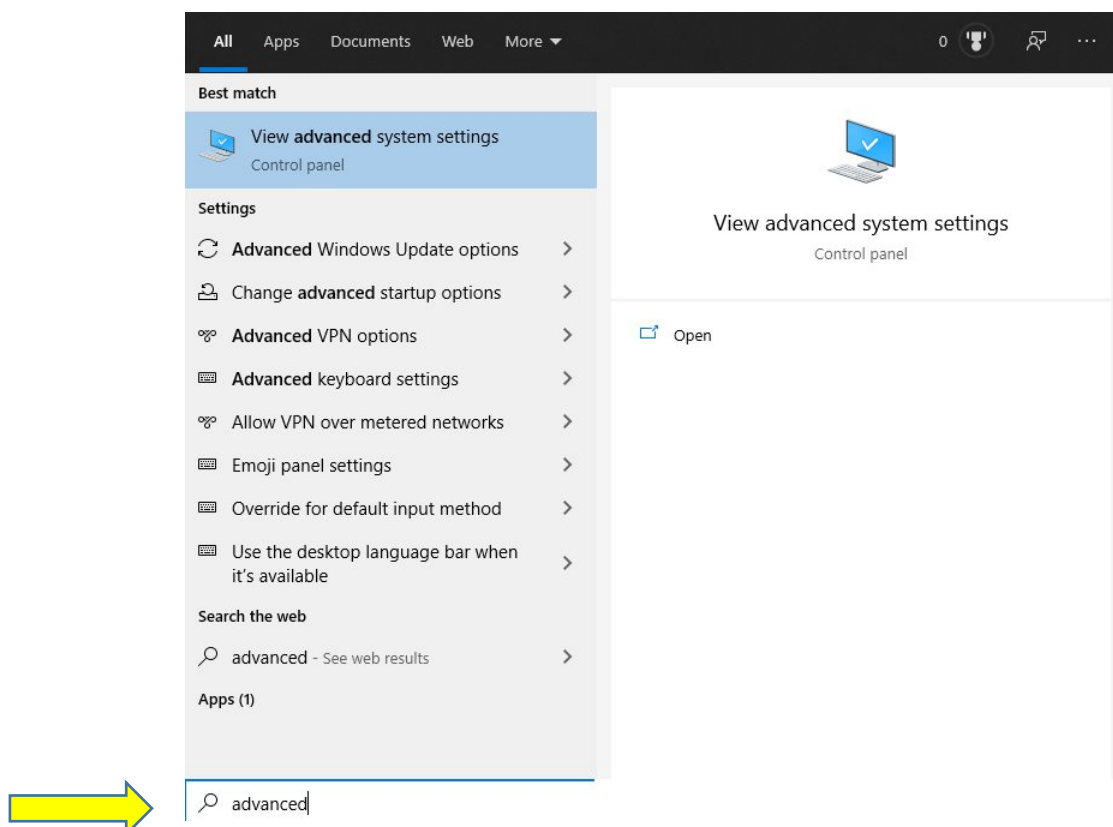 All Apps Documents Web More 0 ...
Best match
View advanced system settings
Control panel
Settings
Advanced Windows Update options
Change advanced startup options
Advanced VPN options
Advanced keyboard settings
Allow VPN over metered networks
Emoji panel settings
Override for default input method
Use the desktop language bar when
it's available
Search the web
advanced - See web results
Apps (1)
advanced
View advanced system settings
Control panel
Open